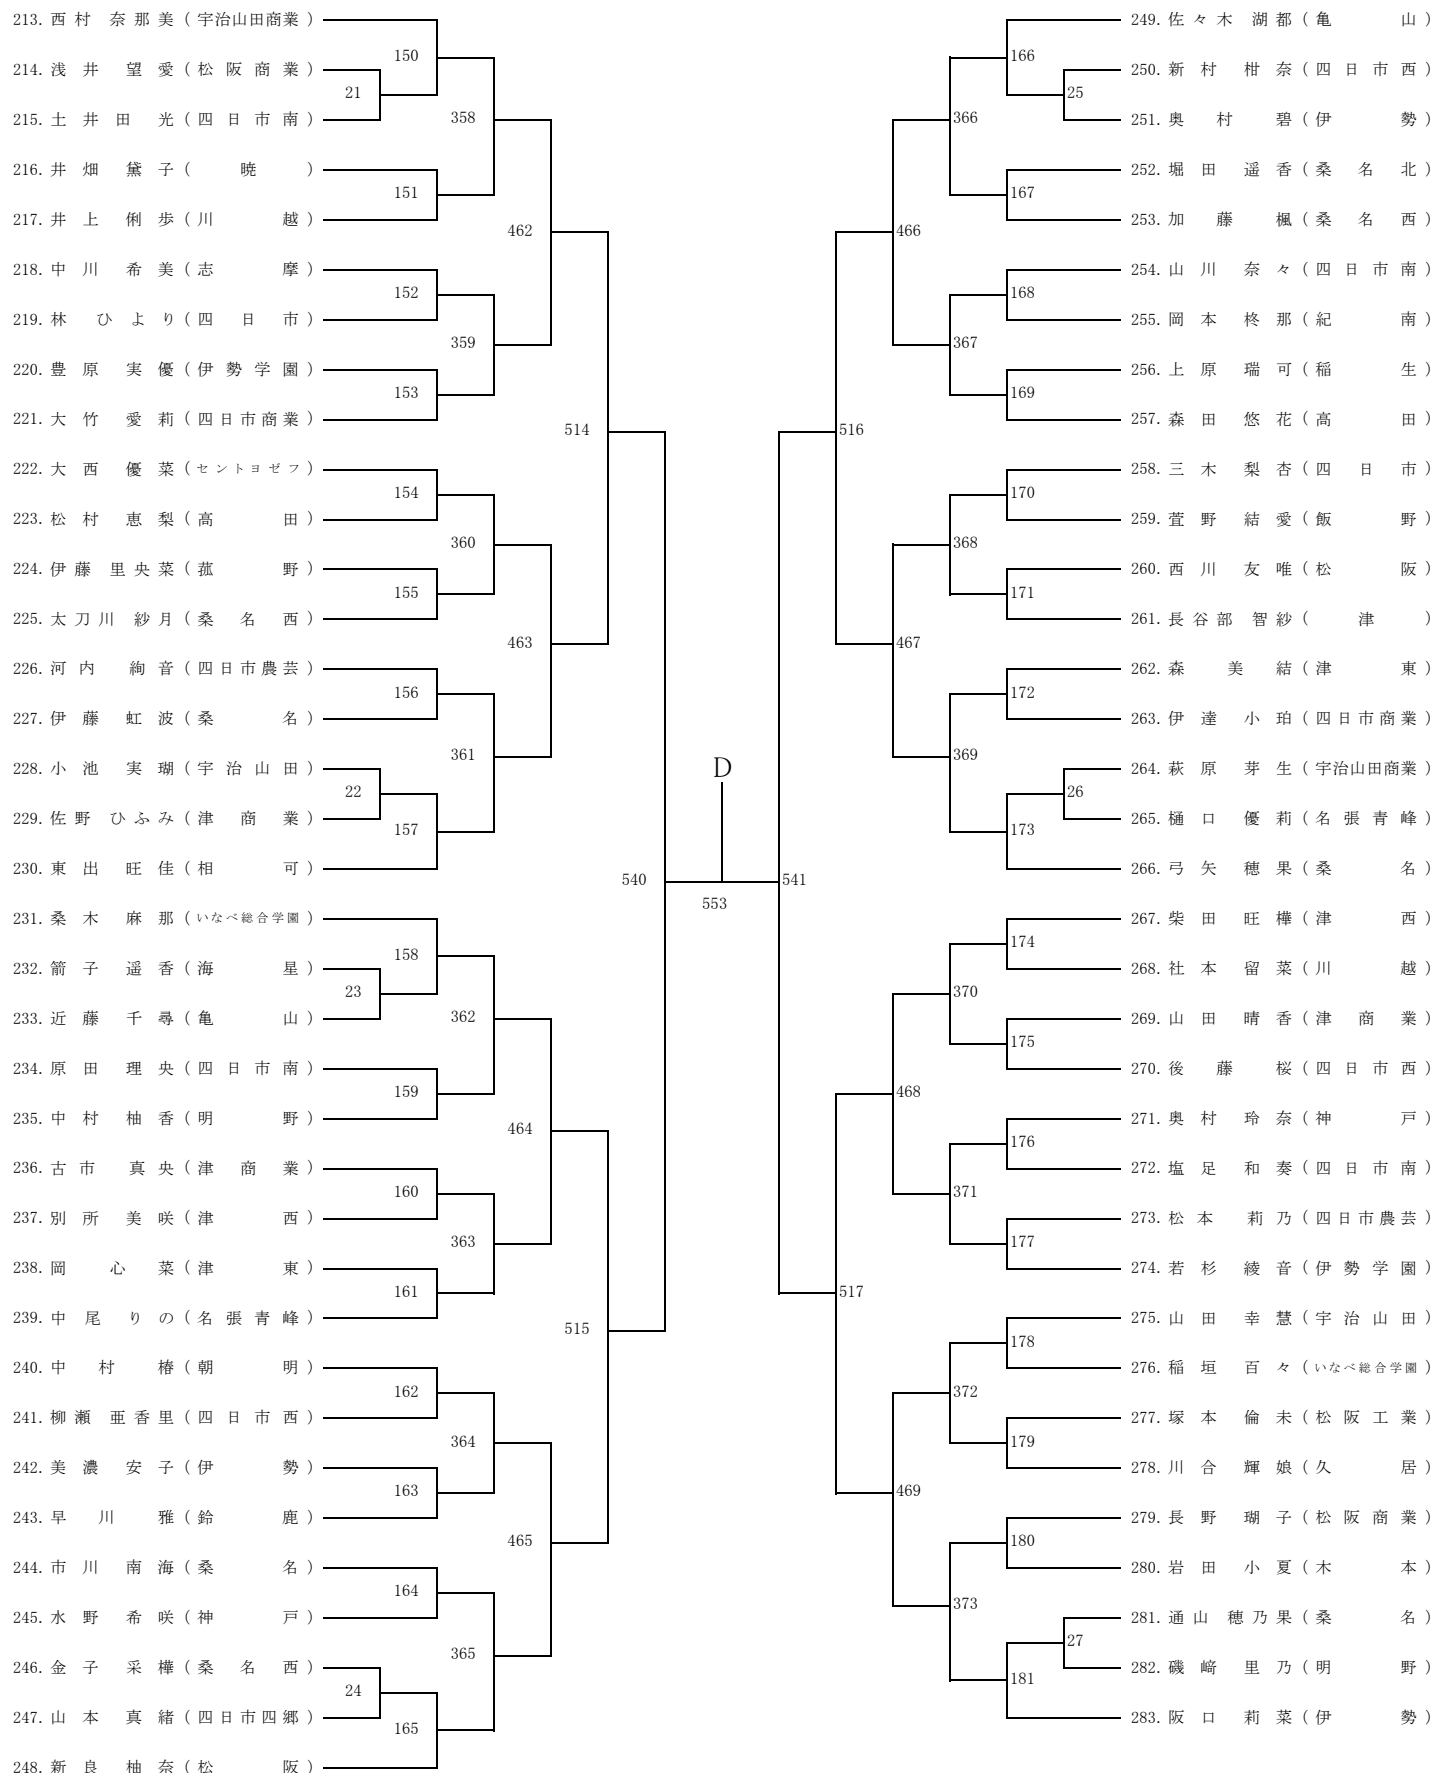 213. 西村 奈那美 (宇治山田商業)
150
214. 浅井 望愛 (松阪商業)
21
215. 土井田 光 (四日市南)
358
216. 井畑 黛子 (暁)
151
217. 井上 俐歩 (川越)
462
218. 中川 希美 (志摩)
152
219. 林 ひより (四日市)
359
220. 豊原 実優 (伊勢学園)
153
221. 大竹 愛莉 (四日市商業)
514
222. 大西 優菜 (セントヨゼフ)
154
223. 松村 恵梨 (高田)
360
224. 伊藤 里央菜 (菰野)
155
225. 太刀川 紗月 (桑名西)
463
226. 河内 絢音 (四日市農芸)
156
227. 伊藤 虹波 (桑名)
361
228. 小池 実瑚 (宇治山田)
22
229. 佐野 ひふみ (津商業)
157
230. 東出 旺佳 (相可)
540
231. 桑木 麻那 (いなべ総合学園)
158
232. 箭子 遥香 (海星)
23
233. 近藤 千尋 (亀山)
362
234. 原田 理央 (四日市南)
159
235. 中村 柚香 (明野)
464
236. 古市 真央 (津商業)
160
237. 別所 美咲 (津西)
363
238. 岡 心菜 (津東)
161
239. 中尾 りの (名張青峰)
515
240. 中村 椿 (朝明)
162
241. 柳瀬 亜香里 (四日市西)
364
242. 美濃 安子 (伊勢)
163
243. 早川 雅 (鈴鹿)
465
244. 市川 南海 (桑名)
164
245. 水野 希咲 (神戸)
365
246. 金子 采樺 (桑名西)
24
247. 山本 真緒 (四日市四郷)
165
248. 新良 柚奈 (松阪)
D
553
249. 佐々木 湖都 (亀山)
166
250. 新村 柑奈 (四日市西)
25
251. 奥村 碧 (伊勢)
366
252. 堀田 遥香 (桑名北)
167
253. 加藤 楓 (桑名西)
466
254. 山川 奈々 (四日市南)
168
255. 岡本 柊那 (紀南)
367
256. 上原 瑞可 (稲生)
169
257. 森田 悠花 (高田)
516
258. 三木 梨杏 (四日市)
170
259. 萓野 結愛 (飯野)
368
260. 西川 友唯 (松阪)
171
261. 長谷部 智紗 (津)
467
262. 森 美結 (津東)
172
263. 伊達 小珀 (四日市商業)
369
264. 萩原 芽生 (宇治山田商業)
26
265. 樋口 優莉 (名張青峰)
173
266. 弓矢 穂果 (桑名)
541
267. 柴田 旺樺 (津西)
174
268. 社本 留菜 (川越)
370
269. 山田 晴香 (津商業)
175
270. 後藤 桜 (四日市西)
468
271. 奥村 玲奈 (神戸)
176
272. 塩足 和奏 (四日市南)
371
273. 松本 莉乃 (四日市農芸)
177
274. 若杉 綾音 (伊勢学園)
517
275. 山田 幸慧 (宇治山田)
178
276. 稲垣 百々 (いなべ総合学園)
372
277. 塚本 倫未 (松阪工業)
179
278. 川合 輝娘 (久居)
469
279. 長野 瑚子 (松阪商業)
180
280. 岩田 小夏 (木本)
373
281. 通山 穂乃果 (桑名)
27
282. 磯﨑 里乃 (明野)
181
283. 阪口 莉菜 (伊勢)